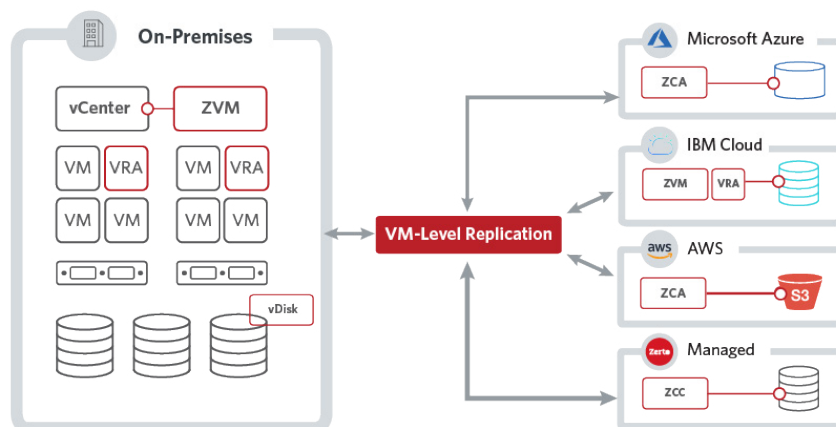 On-Premises
vCenter
ZVM
VM
VRA
VM
VRA
VM
VM
VM
VM
vDisk
VM-Level Replication
Microsoft Azure
ZCA
IBM Cloud
ZVM
VRA
aws
AWS
ZCA
S3
Zerto
Managed
ZCC